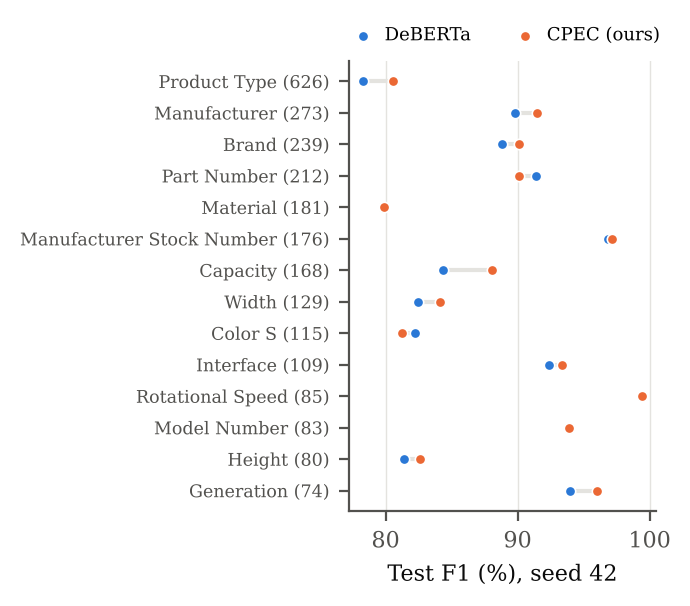 DeBERTa CPEC (ours)
Product Type (626)
Manufacturer (273)
Brand (239)
Part Number (212)
Material (181)
Manufacturer Stock Number (176)
Capacity (168)
Width (129)
Color S (115)
Interface (109)
Rotational Speed (85)
Model Number (83)
Height (80)
Generation (74)
80 90 100
Test F1 (%), seed 42